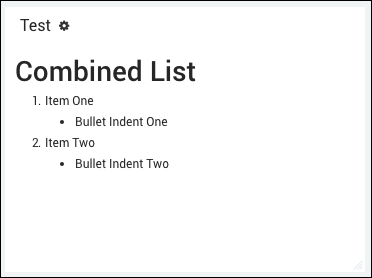 Test
Combined List
1. Item One
• Bullet Indent One
2. Item Two
• Bullet Indent Two